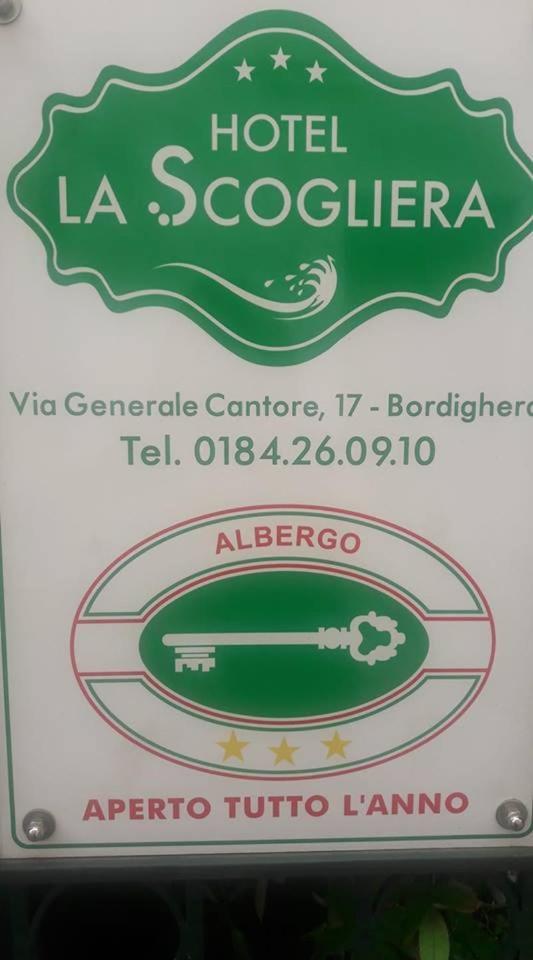 HOTEL
LA SCOGLIERA
Via Generale Cantore, 17 - Bordighera
Tel. 0184.26.09.10
ALBERGO
APERTO TUTTO L'ANNO